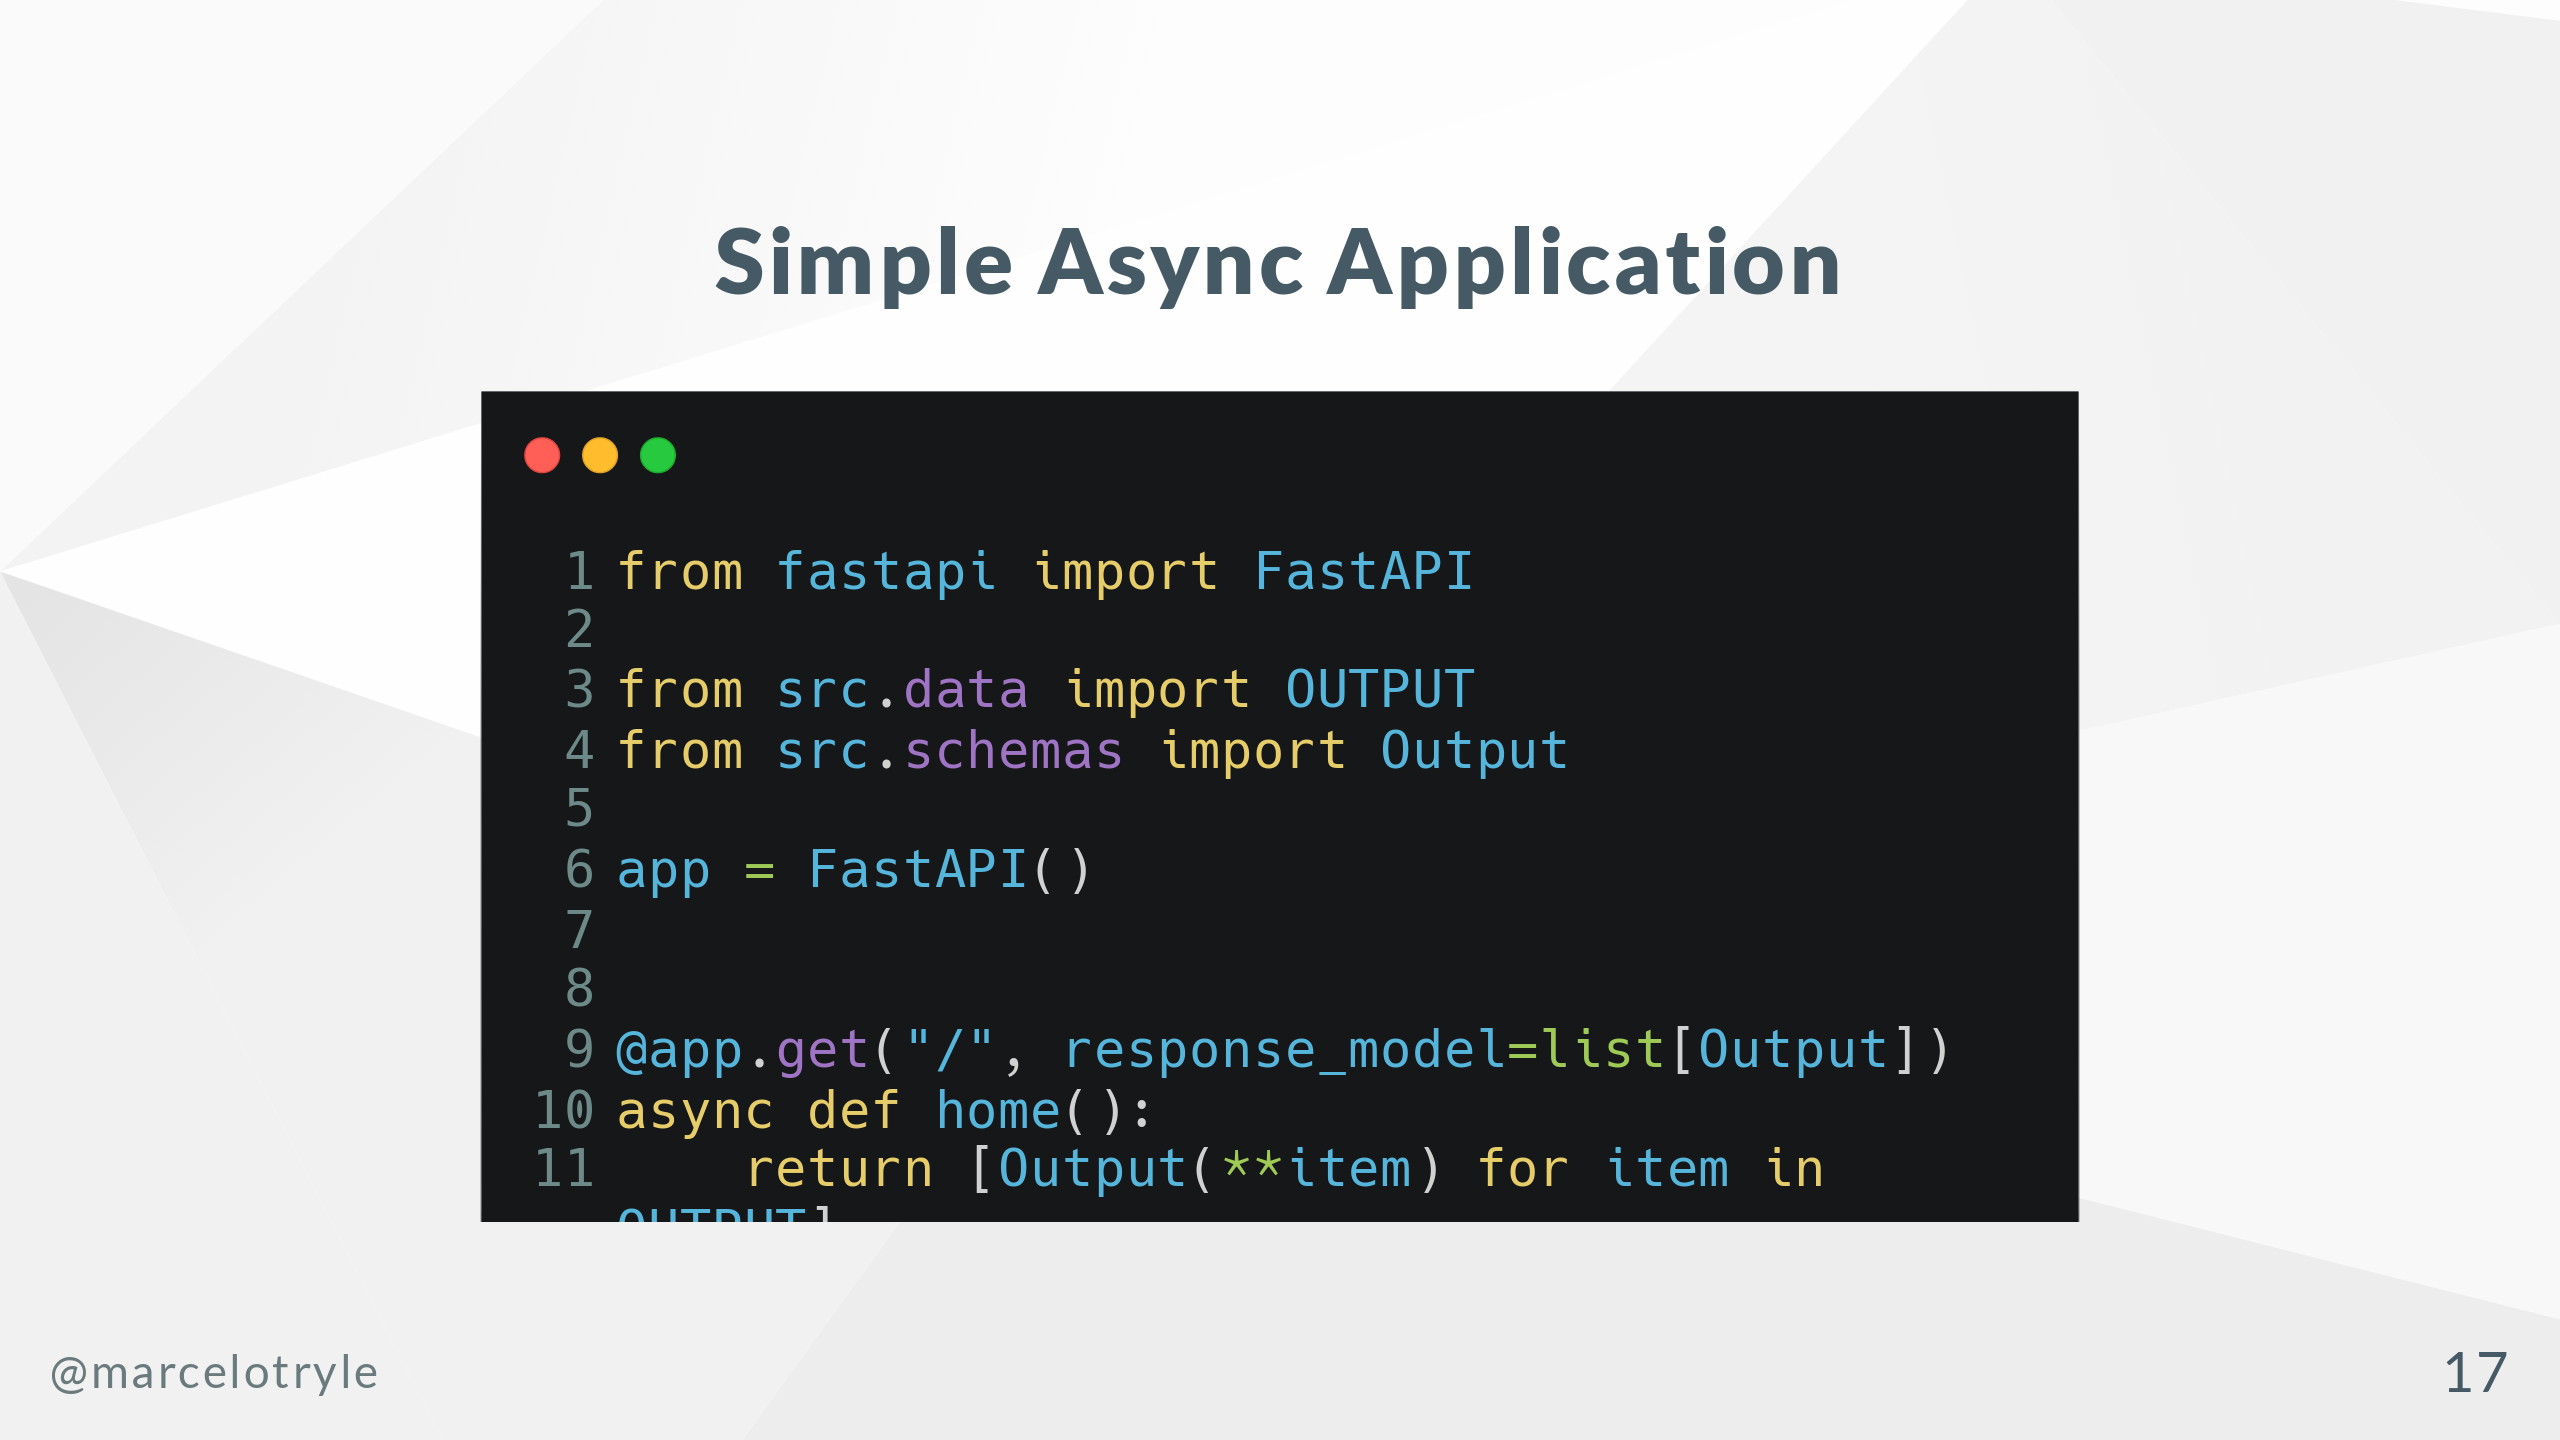 Simple Async Application
1 from fastapi import FastAPI
2
3 from src.data import OUTPUT
4 from src.schemas import Output
5
6 app = FastAPI()
7
8
9 @app.get("/", response_model=list[Output])
10 async def home():
11     return [Output(**item) for item in
OUTPUT]
@marcelotryle
17